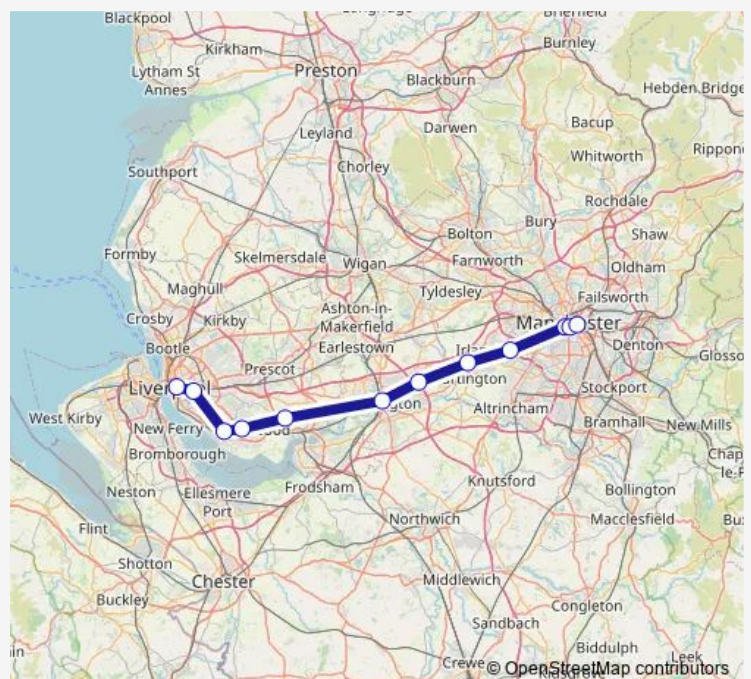 Blackpool
Brierfield
Kirkham
Burnley
Preston
Blackburn
Lytham St
Annes
Hebden Bridge
Leyland
Darwen
Bacup
Whitworth
Chorley
Southport
Rochdale
Bury
Shaw
Bolton
Formby
Skelmersdale
Wigan
Farnworth
Oldham
Maghull
Tyldesley
Failsworth
Crosby
Kirkby
Ashton-in-
Makerfield
Manchester
Bootle
Earlestown
Denton
Prescot
Stockport
Liverpool
West Kirby
New Ferry
Altrincham
Bramhall
New Mills
Bromborough
Neston
Ellesmere
Port
Frodsham
Knutsford
Bollington
Flint
Northwich
Macclesfield
Shotton
Chester
Buckley
Middlewich
Congleton
Sandbach
Biddulph
Leek
Crewe
© OpenStreetMap contributors